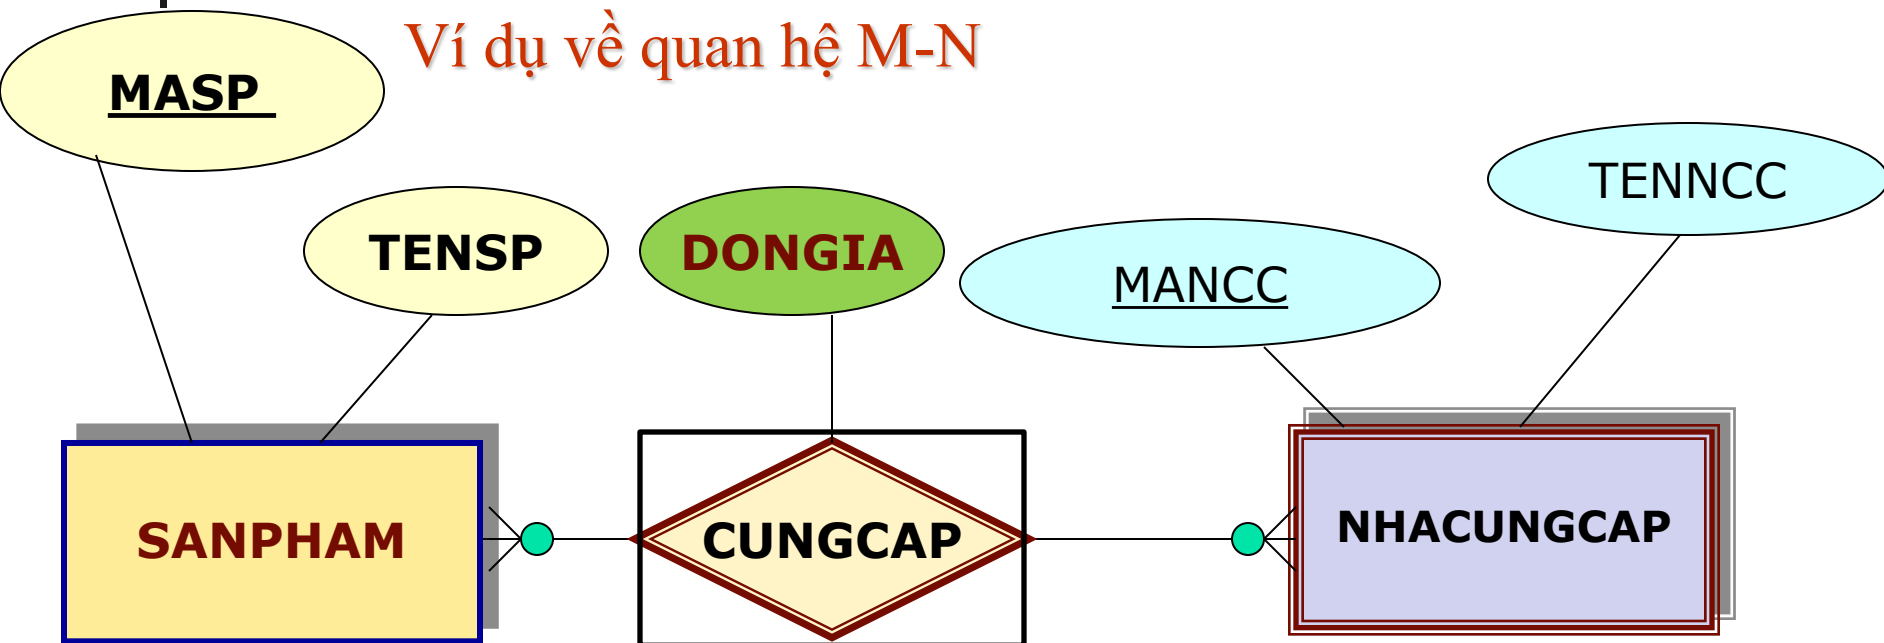 Ví dụ về quan hệ M-N
MASP
TENNCC
TENSP
DONGIA
MANCC
SANPHAM
CUNGCAP
NHACUNGCAP